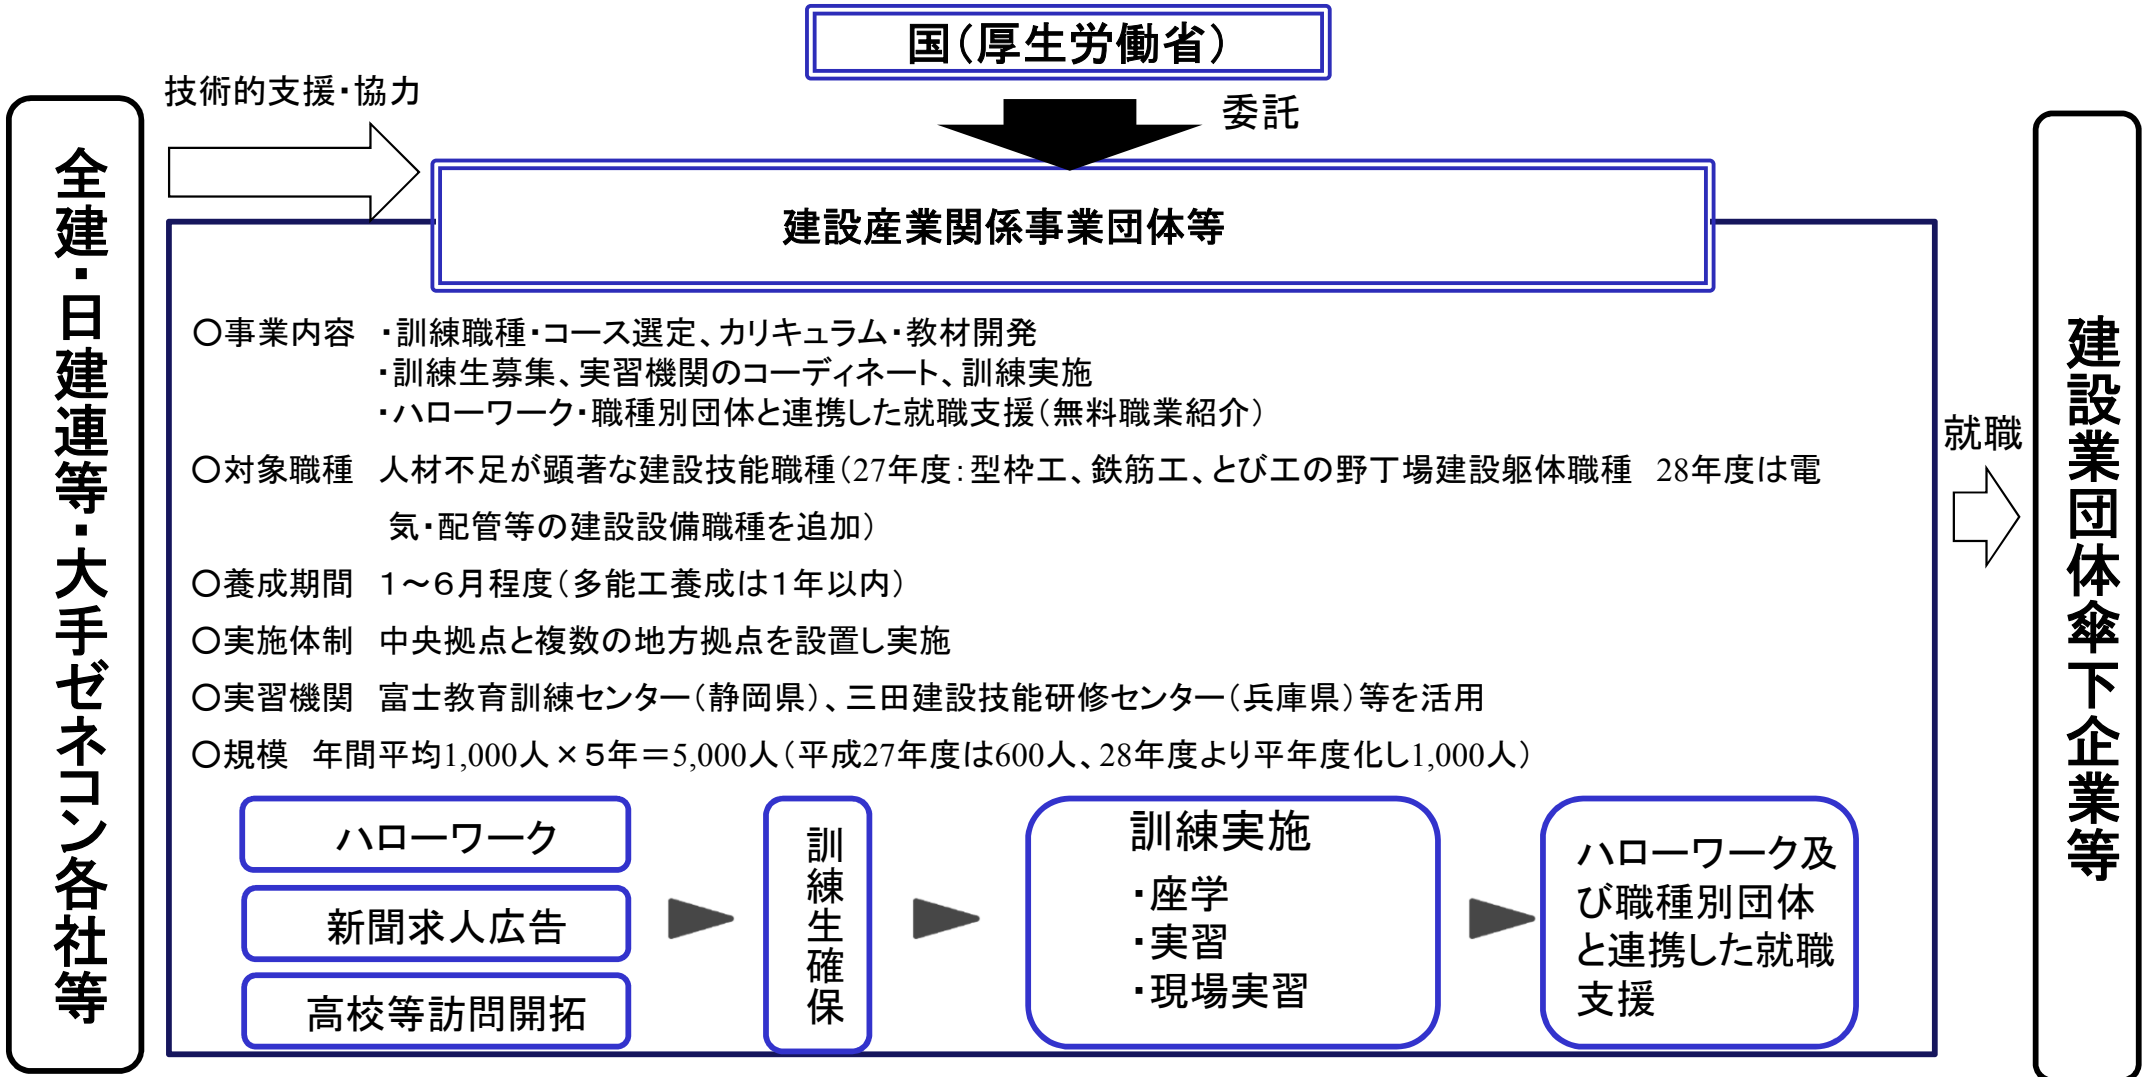 国（厚生労働省）
委託
技術的支援・協力
全建・日建連等・大手ゼネコン各社等
建設産業関係事業団体等
〇事業内容　・訓練職種・コース選定、カリキュラム・教材開発
・訓練生募集、実習機関のコーディネート、訓練実施
・ハローワーク・職種別団体と連携した就職支援（無料職業紹介）
〇対象職種　人材不足が顕著な建設技能職種（27年度：型枠工、鉄筋工、とび工の野丁場建設躯体職種　28年度は電
気・配管等の建設設備職種を追加）
〇養成期間　１～６月程度（多能工養成は１年以内）
〇実施体制　中央拠点と複数の地方拠点を設置し実施
〇実習機関　富士教育訓練センター（静岡県）、三田建設技能研修センター（兵庫県）等を活用
〇規模　年間平均1,000人×５年＝5,000人（平成27年度は600人、28年度より平年度化し1,000人）
ハローワーク
新聞求人広告
高校等訪問開拓
訓練生確保
訓練実施
・座学
・実習
・現場実習
ハローワーク及
び職種別団体
と連携した就職
支援
就職
建設業団体傘下企業等